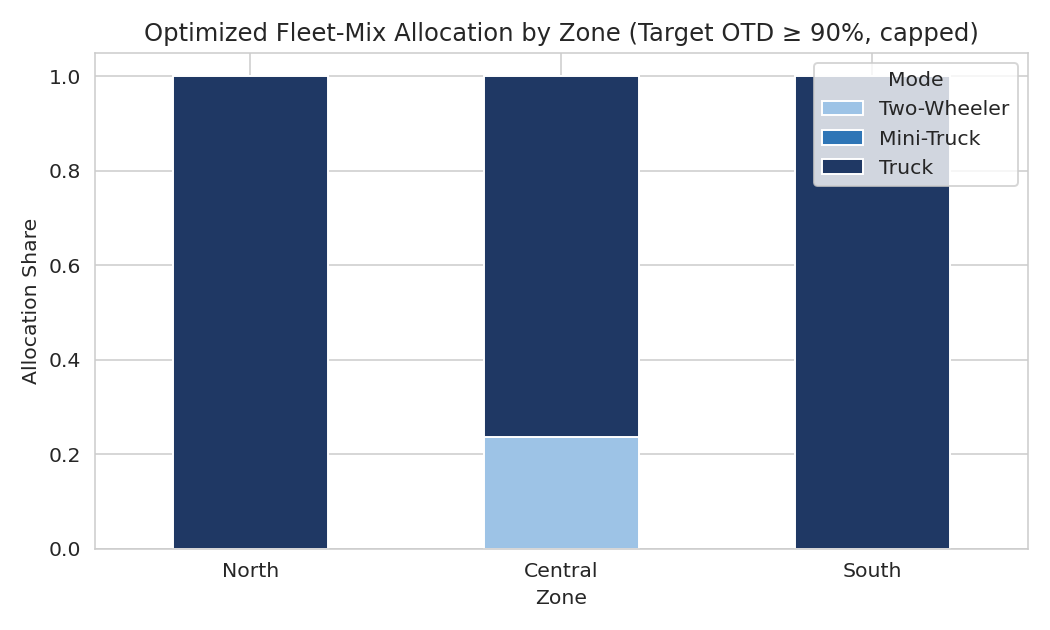 Optimized Fleet-Mix Allocation by Zone (Target OTD ≥ 90%, capped)
Mode
Two-Wheeler
Mini-Truck
Truck
Allocation Share
1.0
0.8
0.6
0.4
0.2
0.0
North Central South
Zone